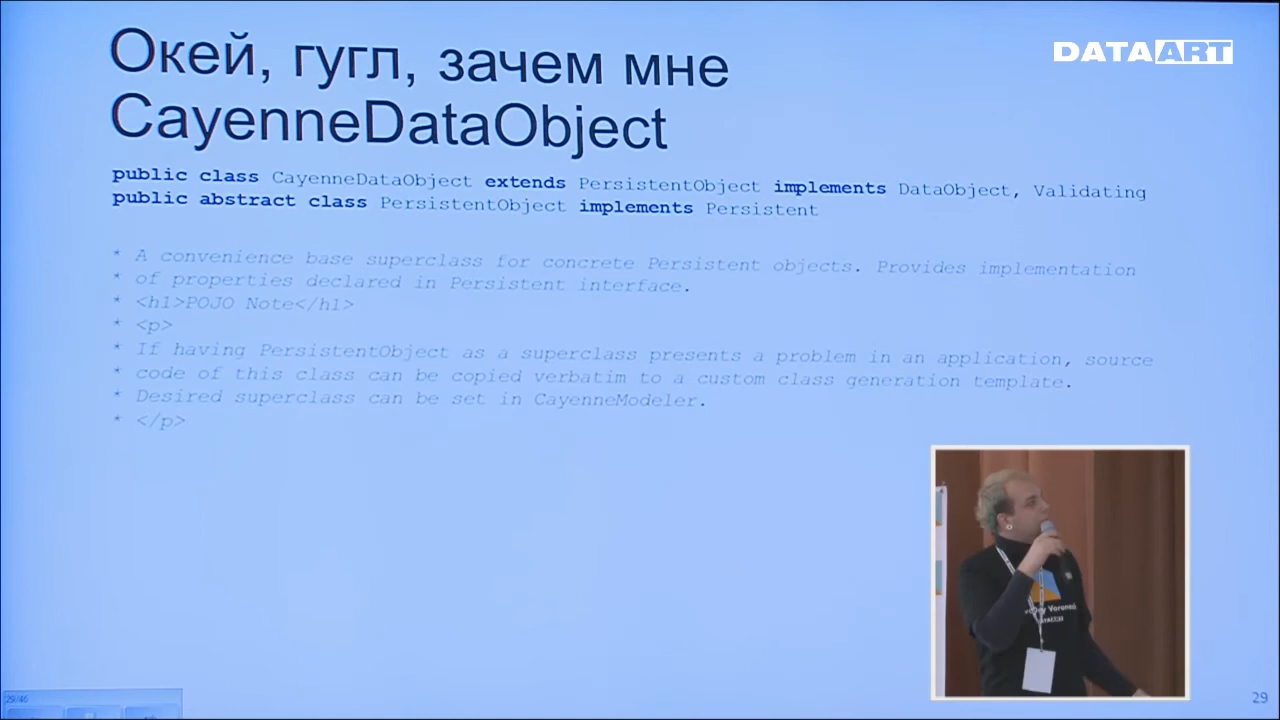 Окей, гугл, зачем мне
CayenneDataObject
DATAART
public class CayenneDataObject extends PersistentObject implements DataObject, Validating
public abstract class PersistentObject implements Persistent
* A convenience base superclass for concrete Persistent objects. Provides implementation
* of properties declared in Persistent interface.
* <h1>POJO Note</h1>
* <p>
* If having PersistentObject as a superclass presents a problem in an application, source
* code of this class can be copied verbatim to a custom class generation template.
* Desired superclass can be set in CayenneModeler.
* </p>
29/46
29